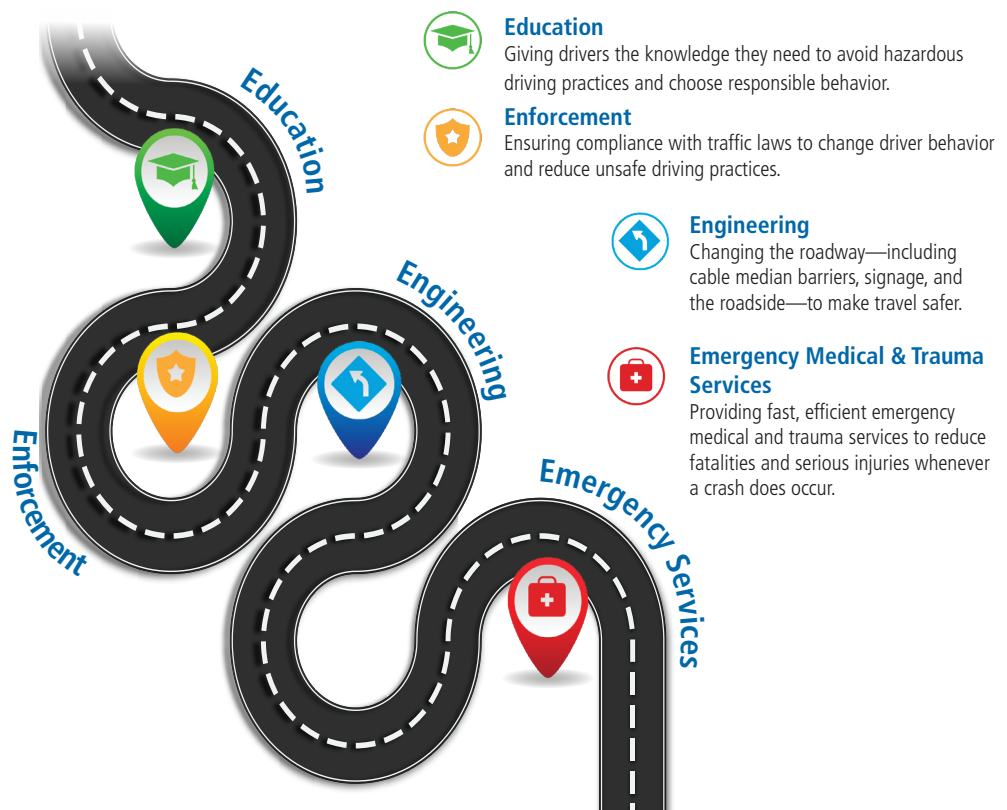 Education
Giving drivers the knowledge they need to avoid hazardous
driving practices and choose responsible behavior.
Enforcement
Ensuring compliance with traffic laws to change driver behavior
and reduce unsafe driving practices.
Engineering
Changing the roadway—including
cable median barriers, signage, and
the roadside—to make travel safer.
Emergency Medical & Trauma
Services
Providing fast, efficient emergency
medical and trauma services to reduce
fatalities and serious injuries whenever
a crash does occur.
Education
Engineering
Enforcement
Emergency Services